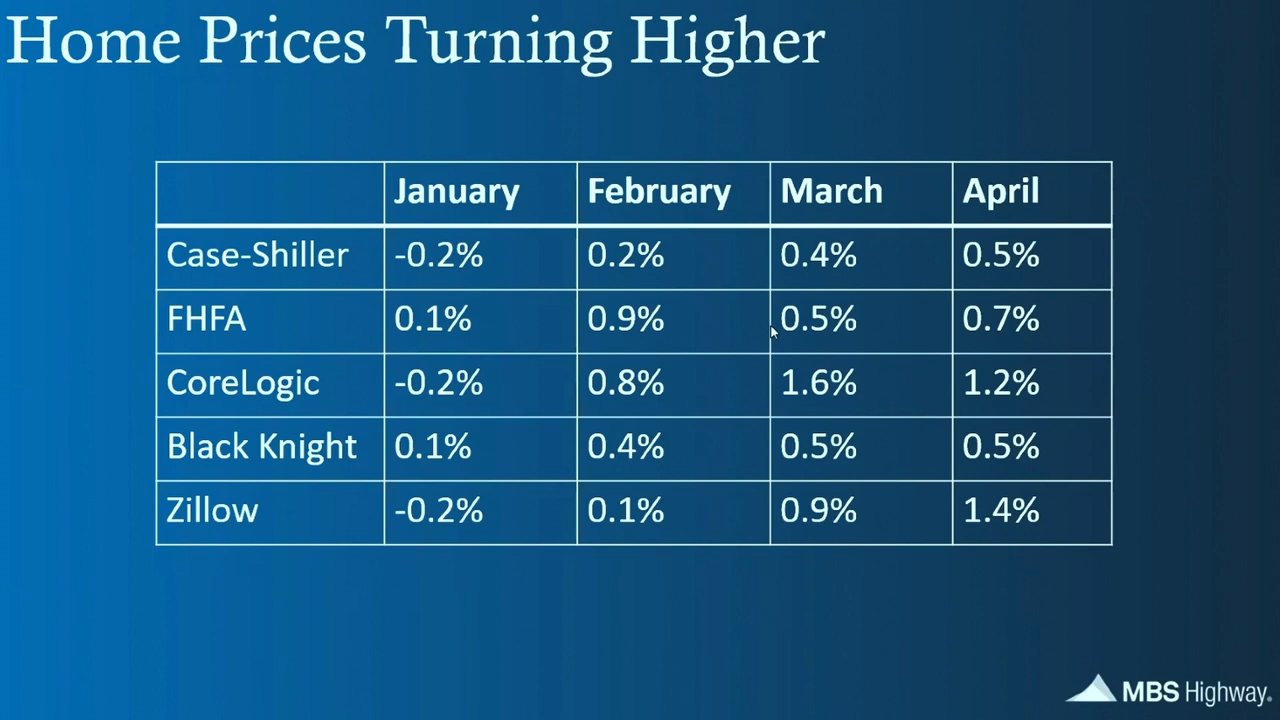 Home Prices Turning Higher
January February March April
Case-Shiller -0.2% 0.2% 0.4% 0.5%
FHFA 0.1% 0.9% 0.5% 0.7%
CoreLogic -0.2% 0.8% 1.6% 1.2%
Black Knight 0.1% 0.4% 0.5% 0.5%
Zillow -0.2% 0.1% 0.9% 1.4%
MBS Highway®